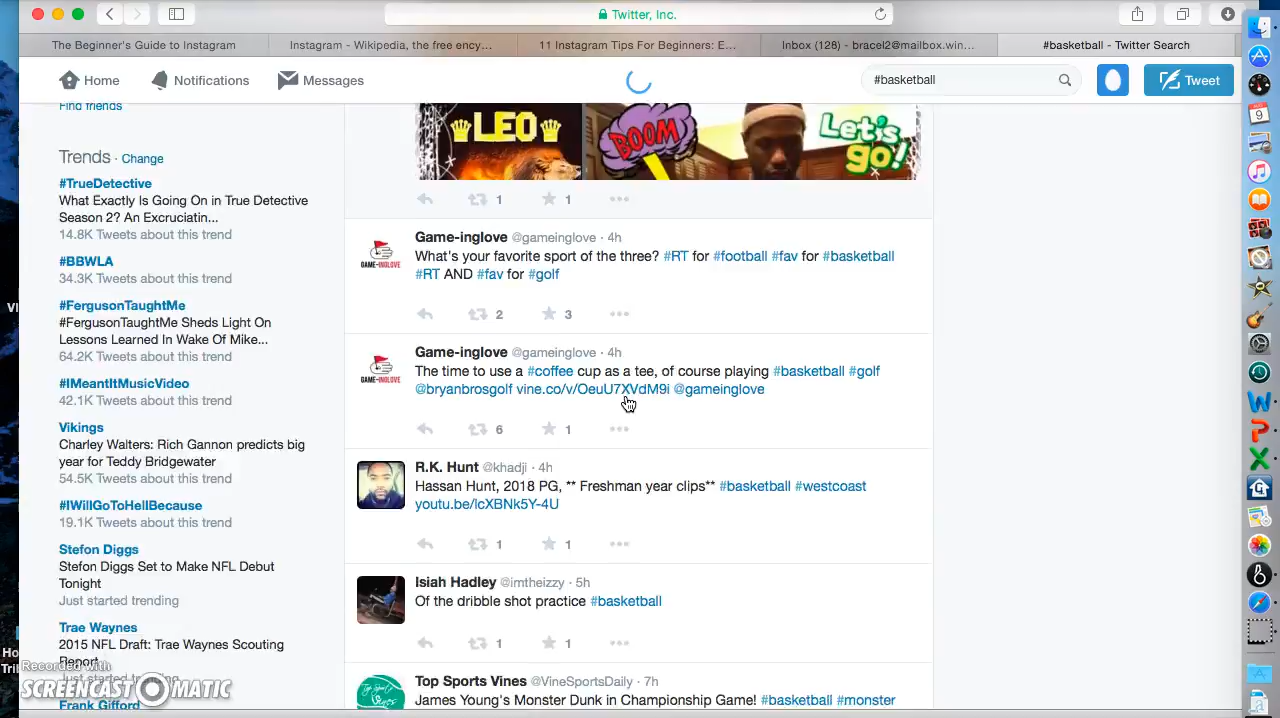 Twitter, Inc.
The Beginner's Guide to Instagram
Instagram - Wikipedia, the free ency...
11 Instagram Tips For Beginners: E...
Inbox (128) - bracel2@mailbox.win...
#basketball - Twitter Search
Home
Notifications
Messages
#basketball
Tweet
Find friends
Trends · Change
#TrueDetective
What Exactly Is Going On in True Detective
Season 2? An Excruciatin...
14.8K Tweets about this trend
#BBWLA
34.3K Tweets about this trend
#FergusonTaughtMe
#FergusonTaughtMe Sheds Light On
Lessons Learned In Wake Of Mike...
64.2K Tweets about this trend
#IMeantItMusicVideo
42.1K Tweets about this trend
Vikings
Charley Walters: Rich Gannon predicts big
year for Teddy Bridgewater
54.5K Tweets about this trend
#IWillGoToHellBecause
19.1K Tweets about this trend
Stefon Diggs
Stefon Diggs Set to Make NFL Debut
Tonight
Just started trending
Trae Waynes
2015 NFL Draft: Trae Waynes Scouting
Report
Just started trending
Frank Gifford
LEO
BOOM
Let's
go!
1 1
Game-inglove @gameinglove · 4h
What's your favorite sport of the three? #RT for #football #fav for #basketball
#RT AND #fav for #golf
GAME-INGLOVE
2 3
Game-inglove @gameinglove · 4h
The time to use a #coffee cup as a tee, of course playing #basketball #golf
@bryanbrosgolf vine.co/v/OeuU7XVdM9i @gameinglove
GAME-INGLOVE
6 1
R.K. Hunt @khadji · 4h
Hassan Hunt, 2018 PG, ** Freshman year clips** #basketball #westcoast
youtu.be/lcXBNk5Y-4U
1 1
Isiah Hadley @imtheizzy · 5h
Of the dribble shot practice #basketball
1 1
Top Sports Vines @VineSportsDaily · 7h
James Young's Monster Dunk in Championship Game! #basketball #monster
Top Sports
Vines
Recorded with
SCREENCAST O MATIC
9